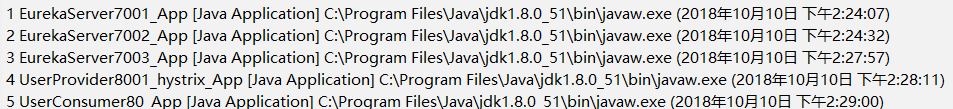 1 EurekaServer7001_App [Java Application] C:\Program Files\Java\jdk1.8.0_51\bin\javaw.exe (2018年10月10日 下午2:24:07)
2 EurekaServer7002_App [Java Application] C:\Program Files\Java\jdk1.8.0_51\bin\javaw.exe (2018年10月10日 下午2:24:32)
3 EurekaServer7003_App [Java Application] C:\Program Files\Java\jdk1.8.0_51\bin\javaw.exe (2018年10月10日 下午2:27:57)
4 UserProvider8001_hystrix_App [Java Application] C:\Program Files\Java\jdk1.8.0_51\bin\javaw.exe (2018年10月10日 下午2:28:11)
5 UserConsumer80_App [Java Application] C:\Program Files\Java\jdk1.8.0_51\bin\javaw.exe (2018年10月10日 下午2:29:00)